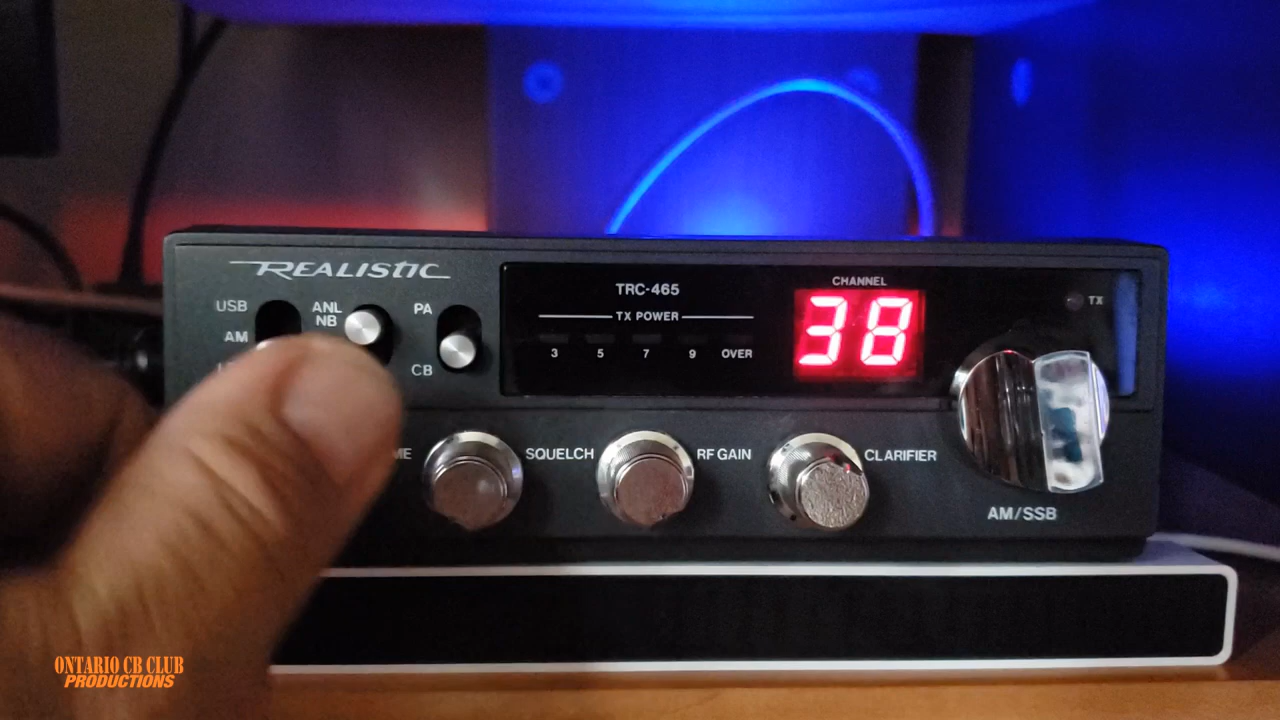 REALISTIC
USB
AM
ANL
NB
PA
CB
TRC-465
TX POWER
3 5 7 9 OVER
CHANNEL
38
TX
SQUELCH
RF GAIN
CLARIFIER
AM/SSB
ONTARIO CB CLUB
PRODUCTIONS